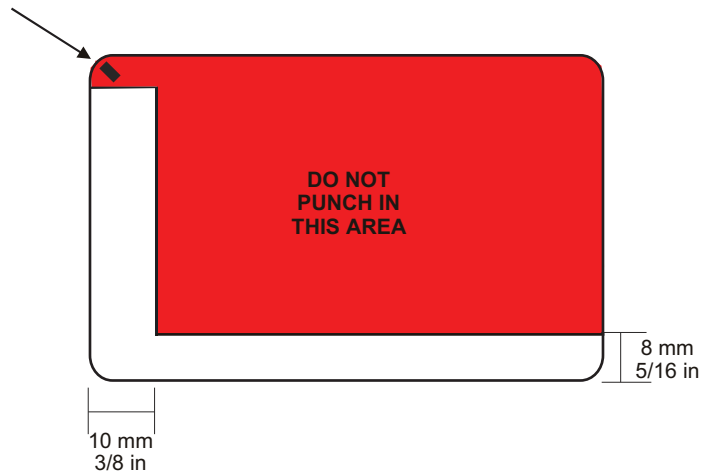 DO NOT
PUNCH IN
THIS AREA
8 mm
5/16 in
10 mm
3/8 in